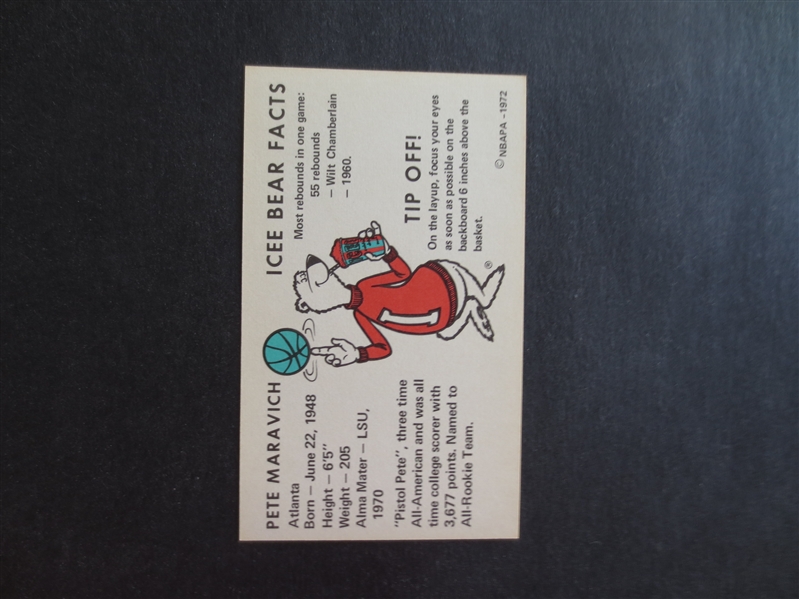 PETE MARAVICH
Atlanta
Born – June 22, 1948
Height – 6'5"
Weight – 205
Alma Mater – LSU,
1970
"Pistol Pete", three time
All-American and was all
time college scorer with
3,677 points. Named to
All-Rookie Team.
ICEE BEAR FACTS
Most rebounds in one game:
55 rebounds
– Wilt Chamberlain
– 1960.
TIP OFF!
On the layup, focus your eyes
as soon as possible on the
backboard 6 inches above the
basket.
© NBAPA –1972
1
ICEE
®